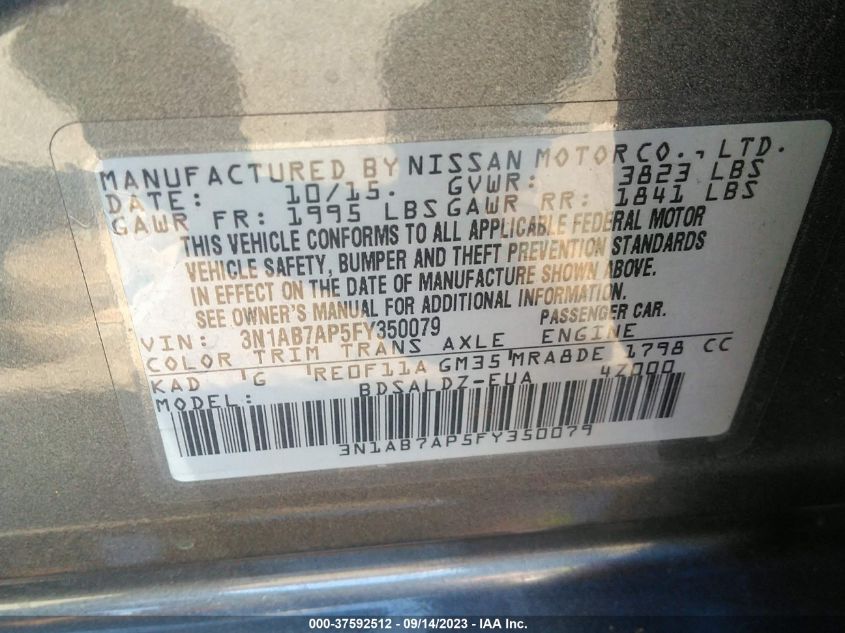 MANUFACTURED BY NISSAN MOTOR CO., LTD.
DATE: 10/15. GVWR: 3823 LBS
GAWR FR: 1995 LBS GAWR RR: 1841 LBS
THIS VEHICLE CONFORMS TO ALL APPLICABLE FEDERAL MOTOR
VEHICLE SAFETY, BUMPER AND THEFT PREVENTION STANDARDS
IN EFFECT ON THE DATE OF MANUFACTURE SHOWN ABOVE.
SEE OWNER'S MANUAL FOR ADDITIONAL INFORMATION.
VIN: 3N1AB7AP5FY350079 PASSENGER CAR.
COLOR TRIM TRANS AXLE ENGINE
KAD G RE0F11A GM35 MRA8DE 1798 CC
MODEL: BDSALDZ-EUA 4Z000
3N1AB7AP5FY350079
000-37592512 - 09/14/2023 - IAA Inc.